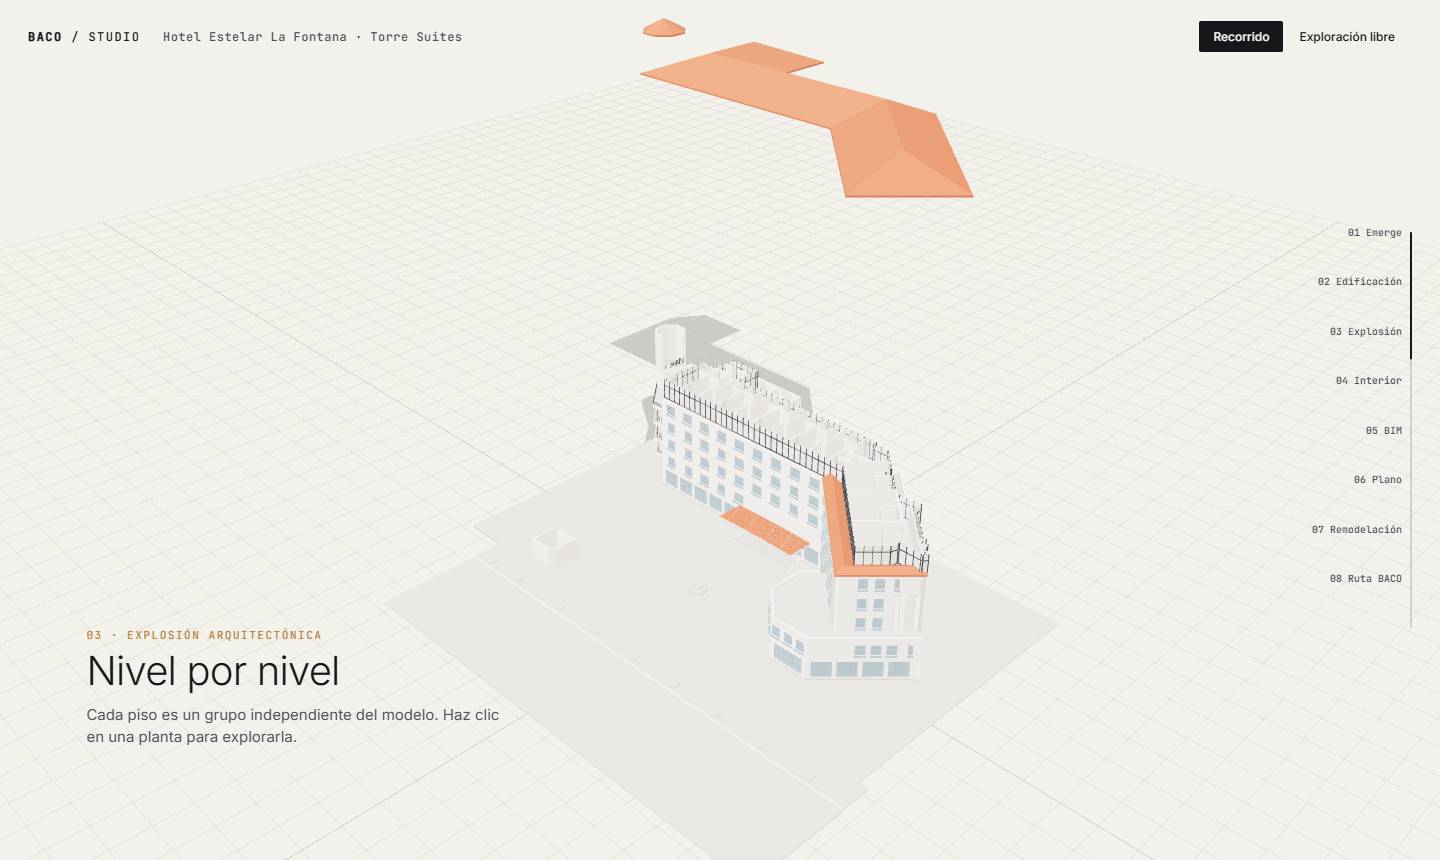 BACO / STUDIO Hotel Estelar La Fontana · Torre Suites
Recorrido Exploración libre
01 Emerge
02 Edificación
03 Explosión
04 Interior
05 BIM
06 Plano
07 Remodelación
08 Ruta BACO
03 · EXPLOSIÓN ARQUITECTÓNICA
Nivel por nivel
Cada piso es un grupo independiente del modelo. Haz clic
en una planta para explorarla.